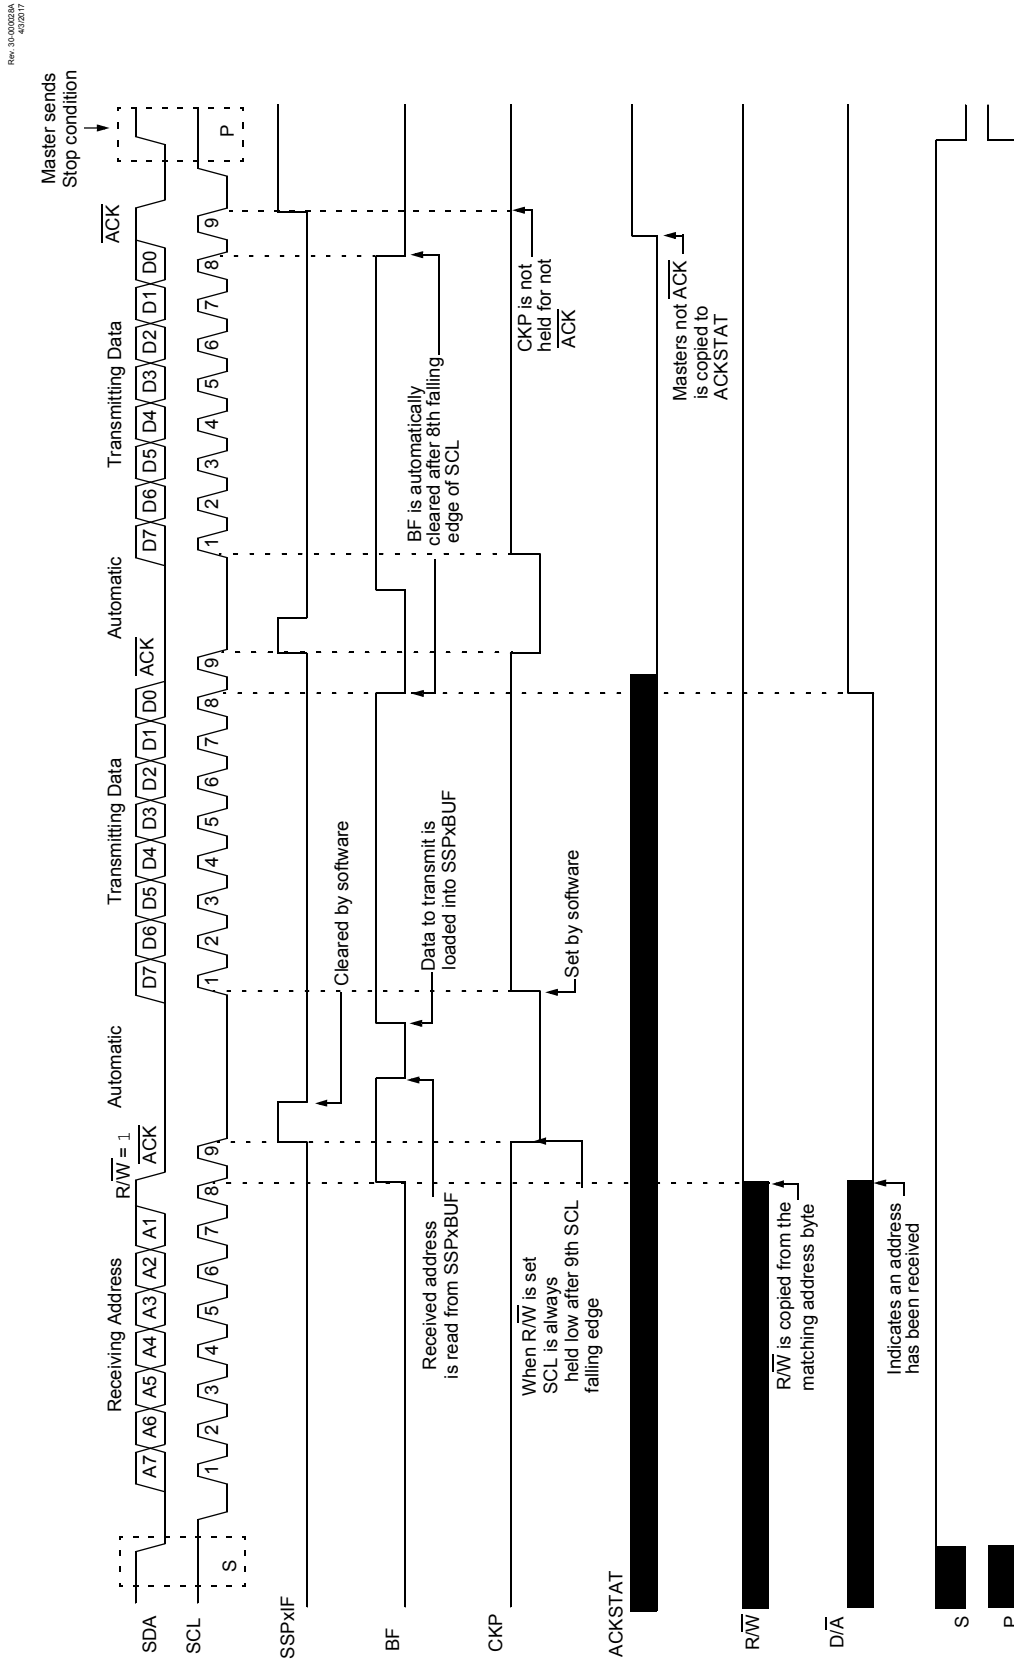 Rev. 30-000028A
4/3/2017
Master sends
Stop condition
Receiving Address
R/W̅ = 1
Automatic
Transmitting Data
Automatic
Transmitting Data
A̅C̅K̅
SDA
A7 A6 A5 A4 A3 A2 A1
A̅C̅K̅
D7 D6 D5 D4 D3 D2 D1 D0
A̅C̅K̅
D7 D6 D5 D4 D3 D2 D1 D0
SCL
1 2 3 4 5 6 7 8 9
1 2 3 4 5 6 7 8 9
1 2 3 4 5 6 7 8 9
S
P
SSPxIF
Cleared by software
BF
Received address
is read from SSPxBUF
Data to transmit is
loaded into SSPxBUF
BF is automatically
cleared after 8th falling
edge of SCL
CKP
When R/W̅ is set
SCL is always
held low after 9th SCL
falling edge
Set by software
CKP is not
held for not
A̅C̅K̅
ACKSTAT
Masters not A̅C̅K̅
is copied to
ACKSTAT
R/W̅
R/W̅ is copied from the
matching address byte
D/A̅
Indicates an address
has been received
S
P